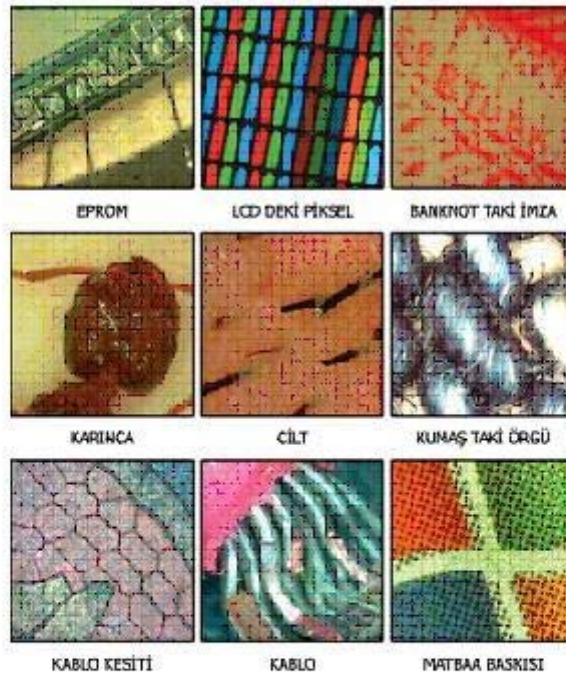 EPROM
LCD DEKİ PİKSEL
BANKNOT TAKİ İMZA
KARINCA
CİLT
KUMAŞ TAKİ ÖRGÜ
KABLO KESİTİ
KABLO
MATBAA BASKISI